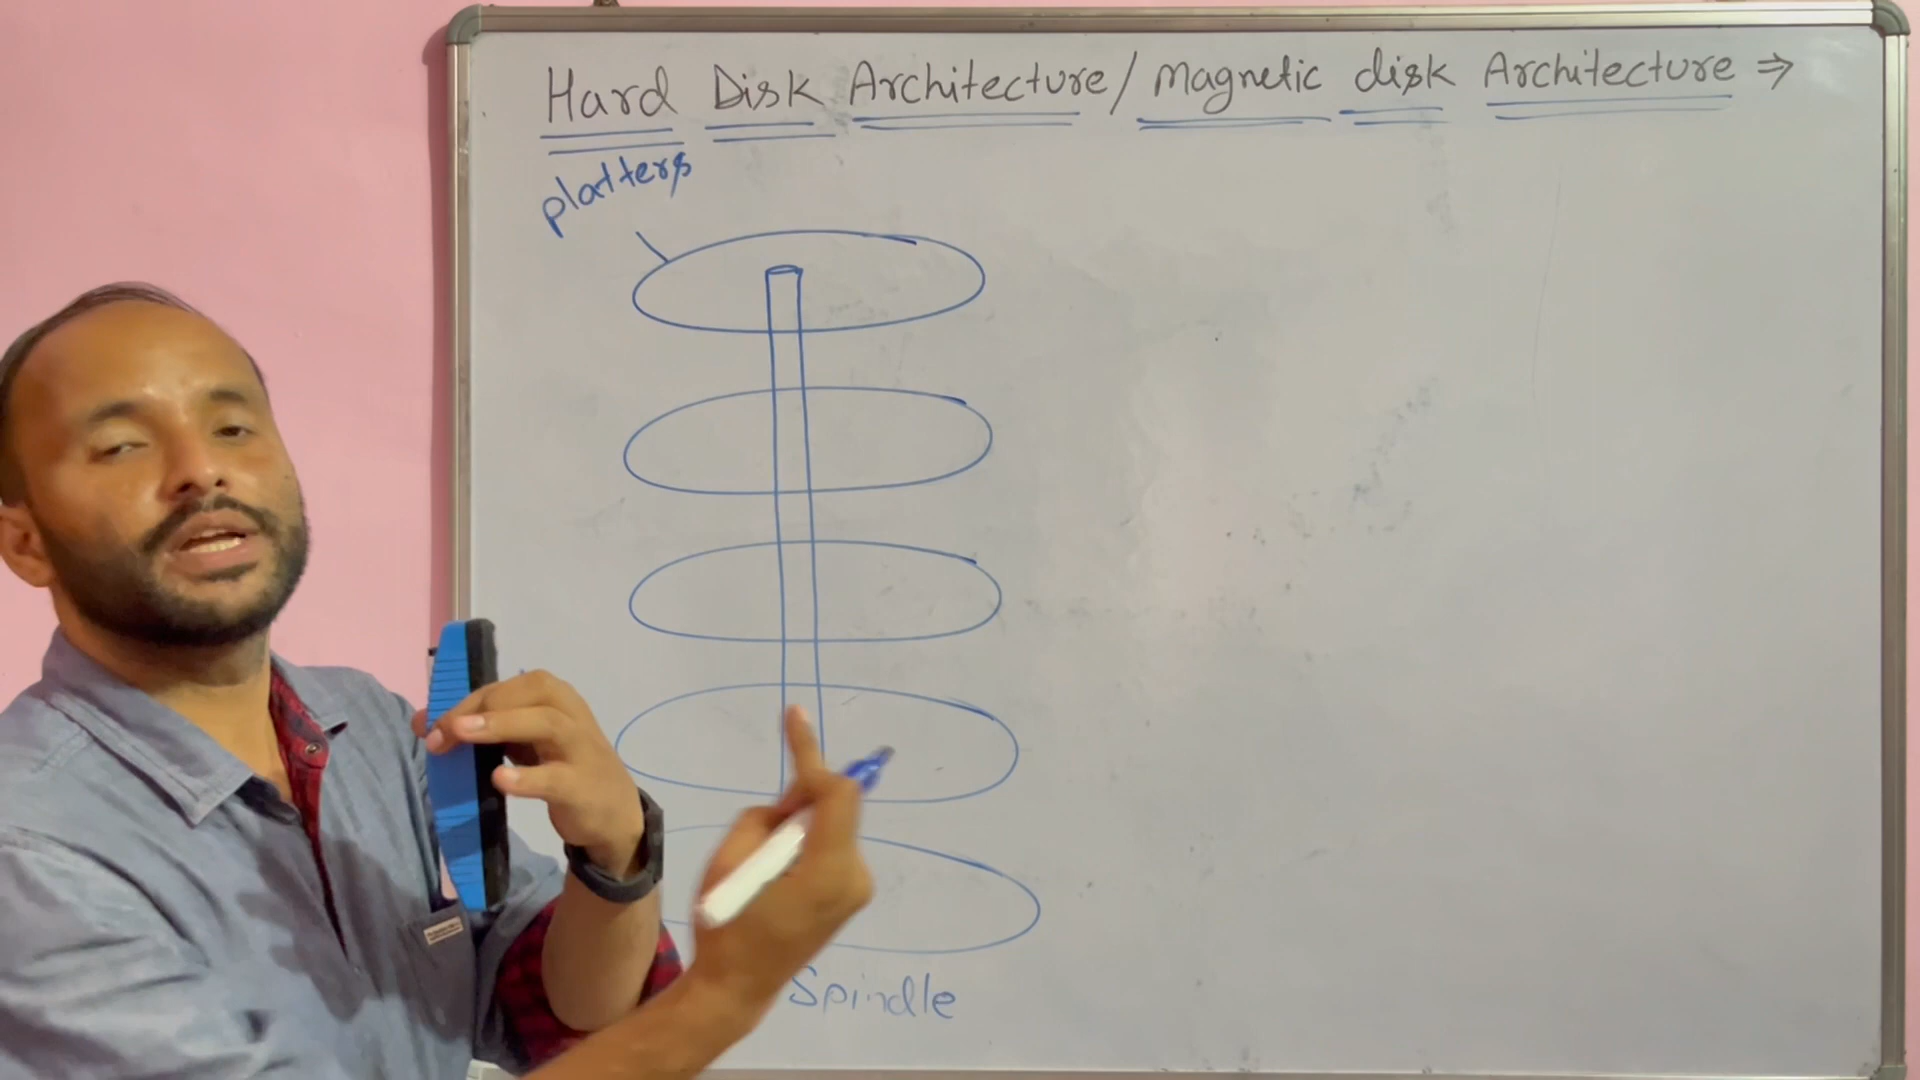 Hard Disk Architecture/Magnetic disk Architecture ⇒
platters
Spindle